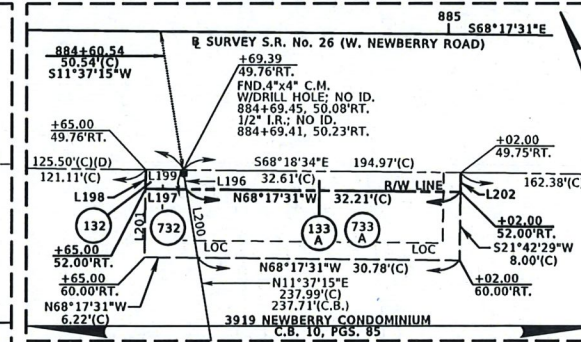 885
S68°17'31"E
B SURVEY S.R. No. 26 (W. NEWBERRY ROAD)
884+60.54
50.54'(C)
S11°37'15"W
+69.39
49.76'RT.
FND.4"x4" C.M.
W/DRILL HOLE; NO ID.
884+69.45, 50.08'RT.
1/2" I.R.; NO ID.
884+69.41, 50.23'RT.
+65.00
49.76'RT.
+02.00
49.75'RT.
125.50'(C)(D)
121.11'(C)
L199
S68°18'34"E 194.97'(C)
L196
32.61'(C)
R/W LINE
L202
162.38'(C)
L198
L197
N68°17'31"W 32.21'(C)
132
L201
732
L200
133
A
733
A
+02.00
52.00'RT.
+65.00
52.00'RT.
LOC
LOC
S21°42'29"W
8.00'(C)
+65.00
60.00'RT.
N68°17'31"W 30.78'(C)
+02.00
60.00'RT.
N68°17'31"W
6.22'(C)
N11°37'15"E
237.99'(C)
237.71'(C.B.)
3919 NEWBERRY CONDOMINIUM
C.B. 10, PGS. 85